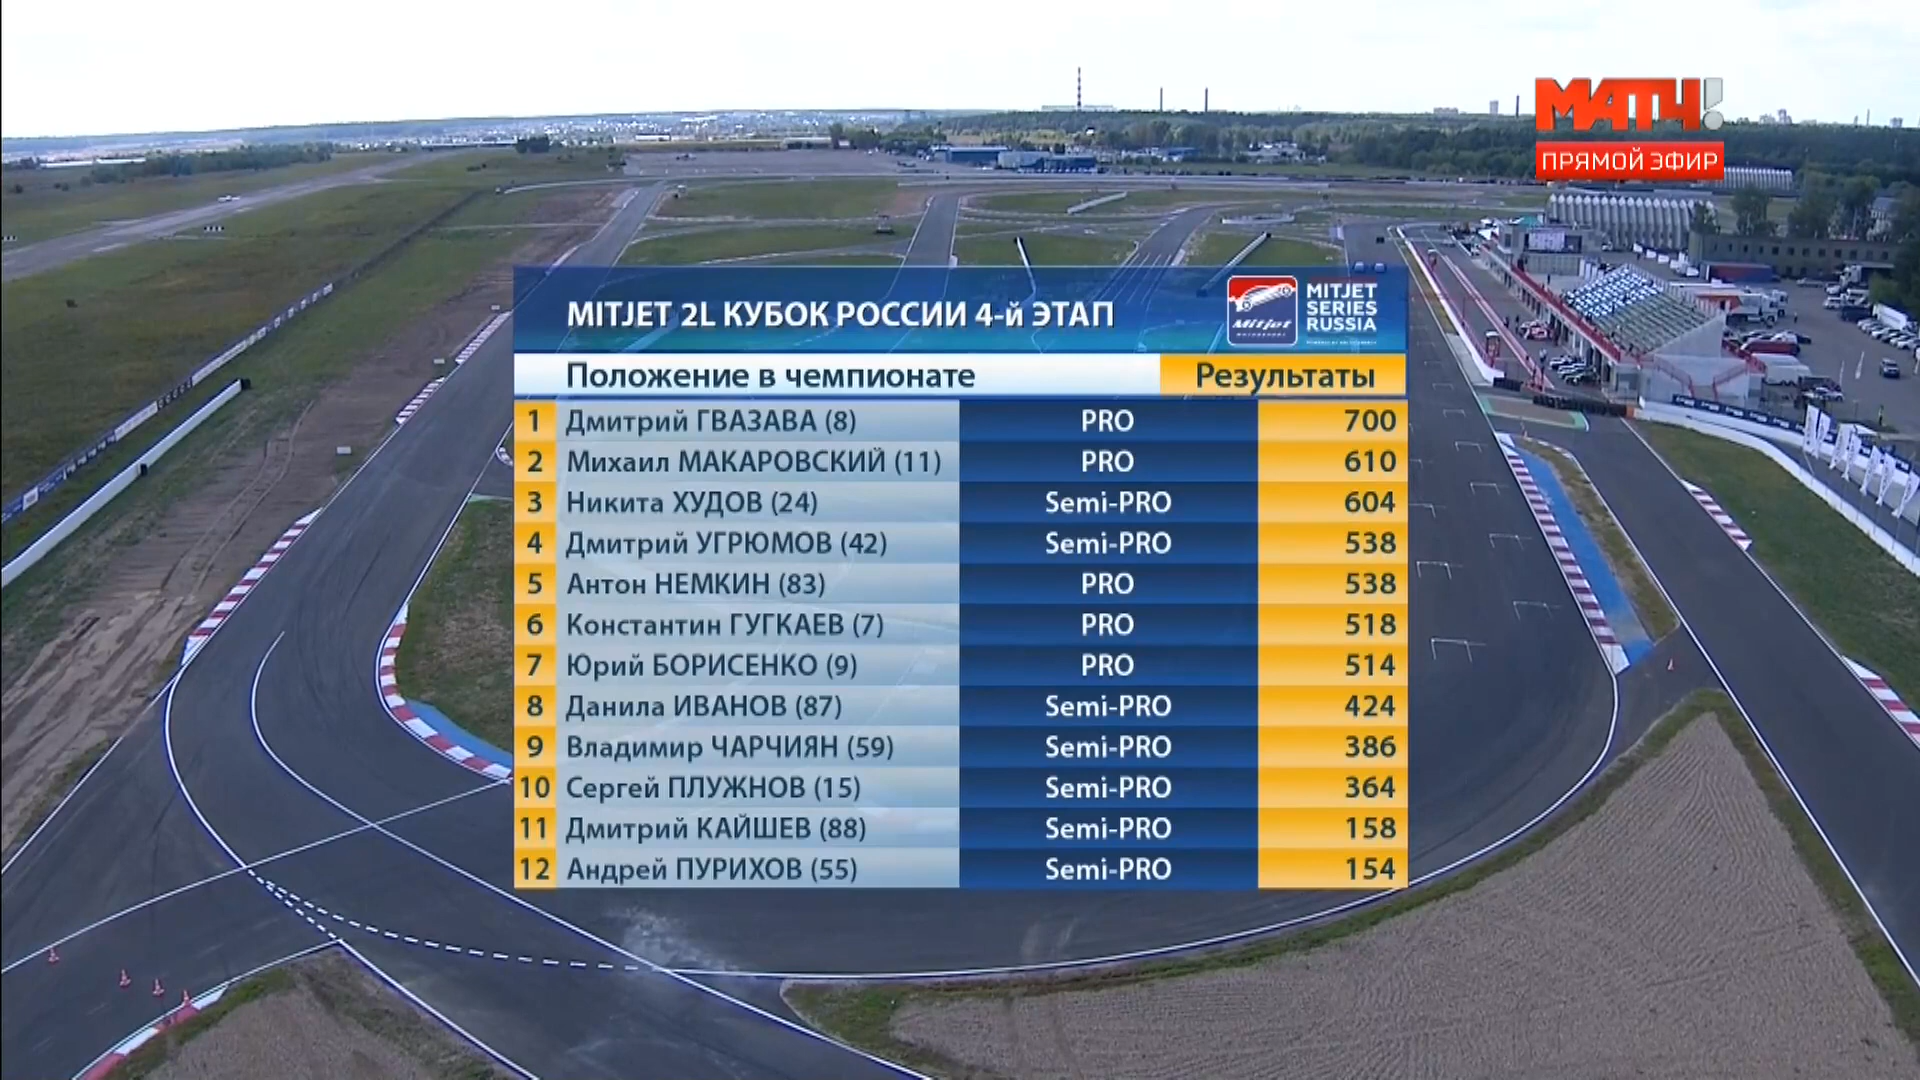 МАТЧ!
ПРЯМОЙ ЭФИР
MITJET 2L КУБОК РОССИИ 4-й ЭТАП
Mitjet
MITJET
SERIES
RUSSIA
Положение в чемпионате Результаты
1 Дмитрий ГВАЗАВА (8) PRO 700
2 Михаил МАКАРОВСКИЙ (11) PRO 610
3 Никита ХУДОВ (24) Semi-PRO 604
4 Дмитрий УГРЮМОВ (42) Semi-PRO 538
5 Антон НЕМКИН (83) PRO 538
6 Константин ГУГКАЕВ (7) PRO 518
7 Юрий БОРИСЕНКО (9) PRO 514
8 Данила ИВАНОВ (87) Semi-PRO 424
9 Владимир ЧАРЧИЯН (59) Semi-PRO 386
10 Сергей ПЛУЖНОВ (15) Semi-PRO 364
11 Дмитрий КАЙШЕВ (88) Semi-PRO 158
12 Андрей ПУРИХОВ (55) Semi-PRO 154